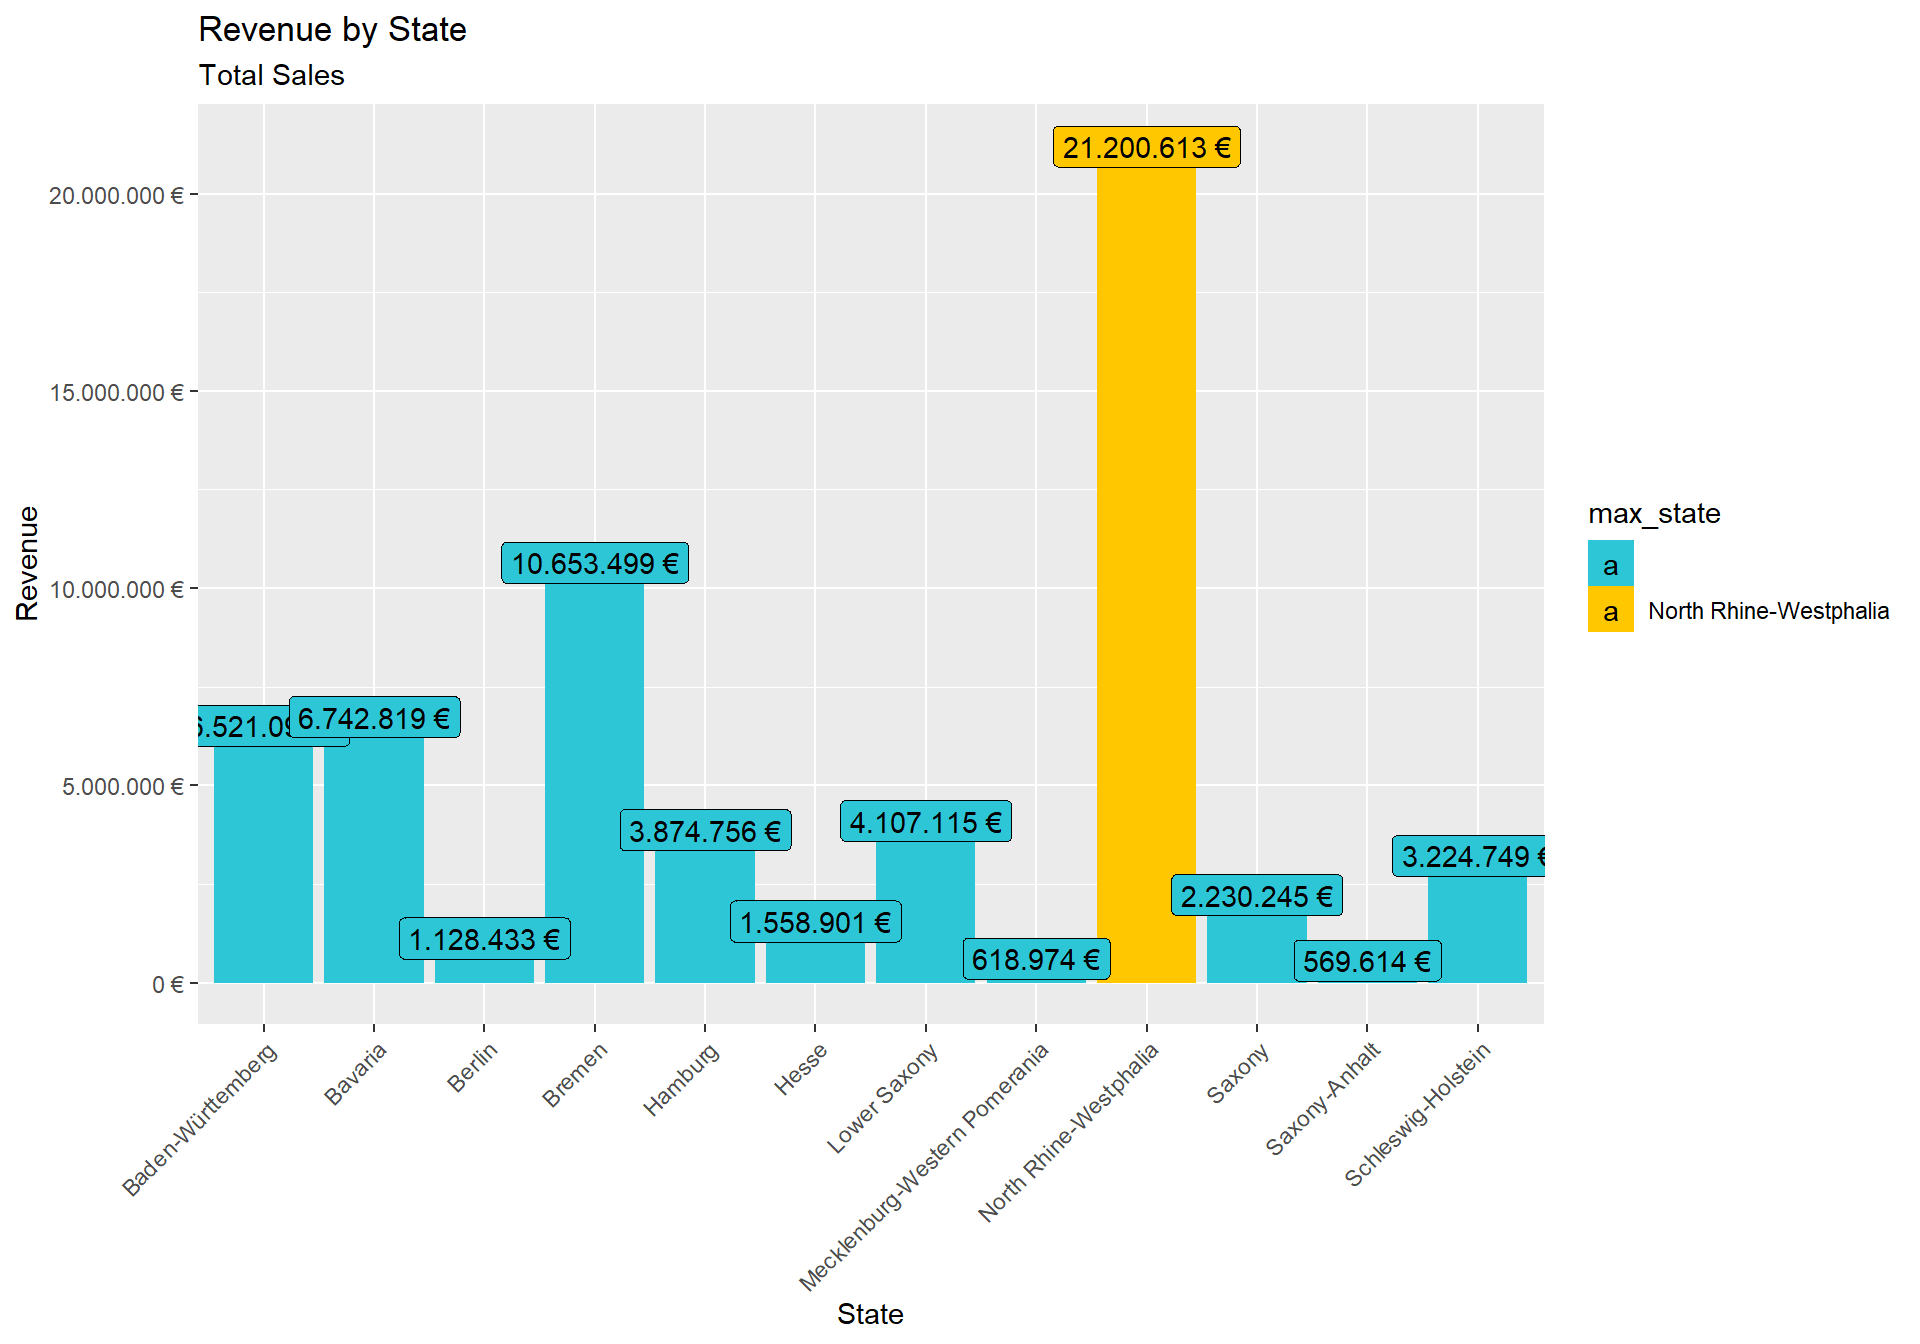 Revenue by State
Total Sales
Revenue
20.000.000 €
15.000.000 €
10.000.000 €
5.000.000 €
0 €
21.200.613 €
10.653.499 €
6.742.819 €
4.107.115 €
3.874.756 €
3.224.749 €
2.230.245 €
1.558.901 €
1.128.433 €
618.974 €
569.614 €
max_state
a
a North Rhine-Westphalia
Baden-Württemberg
Bavaria
Berlin
Bremen
Hamburg
Hesse
Lower Saxony
Mecklenburg-Western Pomerania
North Rhine-Westphalia
Saxony
Saxony-Anhalt
Schleswig-Holstein
State